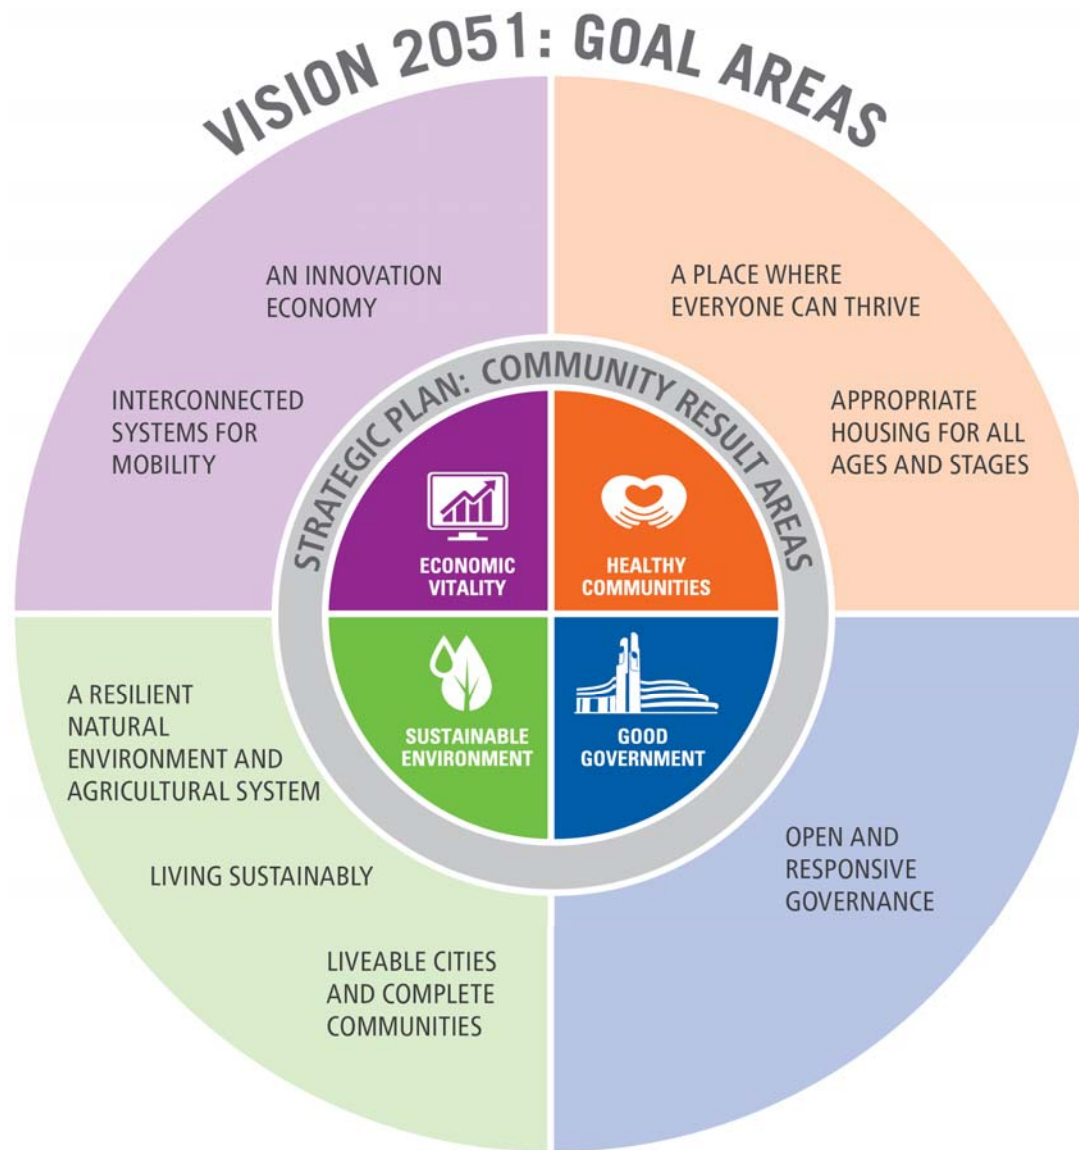 VISION 2051: GOAL AREAS
AN INNOVATION
ECONOMY
INTERCONNECTED
SYSTEMS FOR
MOBILITY
A PLACE WHERE
EVERYONE CAN THRIVE
APPROPRIATE
HOUSING FOR ALL
AGES AND STAGES
STRATEGIC PLAN: COMMUNITY RESULT AREAS
ECONOMIC
VITALITY
HEALTHY
COMMUNITIES
SUSTAINABLE
ENVIRONMENT
GOOD
GOVERNMENT
A RESILIENT
NATURAL
ENVIRONMENT AND
AGRICULTURAL SYSTEM
LIVING SUSTAINABLY
LIVEABLE CITIES
AND COMPLETE
COMMUNITIES
OPEN AND
RESPONSIVE
GOVERNANCE